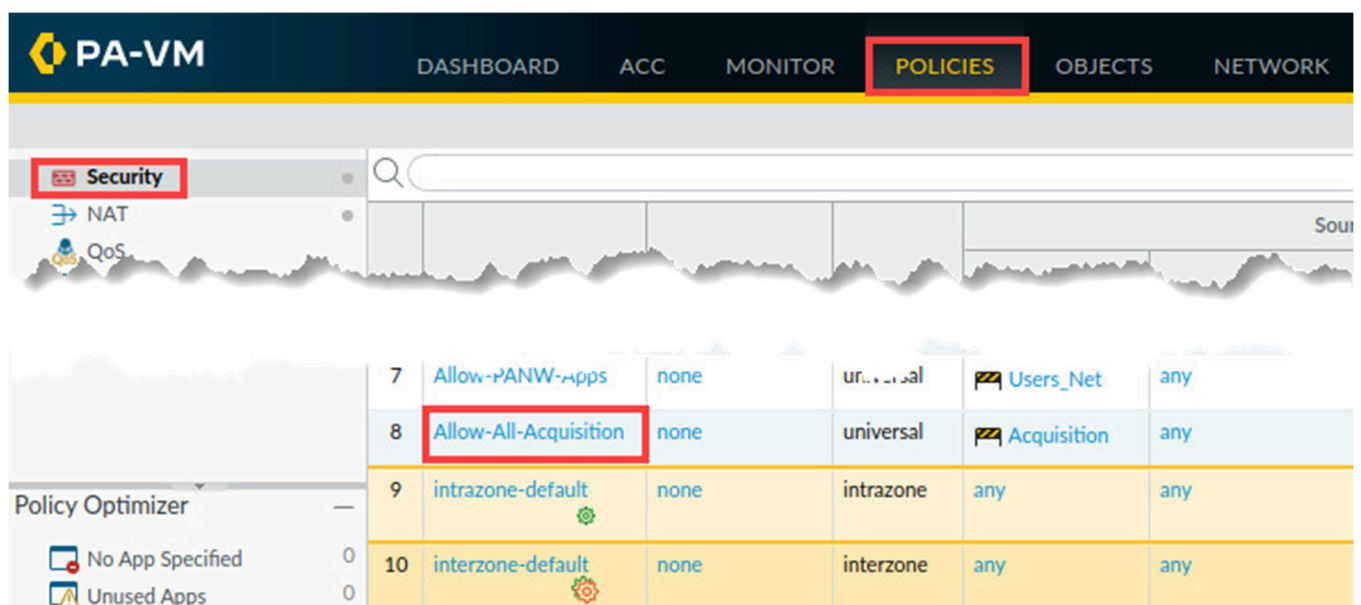 PA-VM
DASHBOARD ACC MONITOR POLICIES OBJECTS NETWORK
Security
NAT
QoS
Sour
7 Allow-PANW-Apps none universal Users_Net any
8 Allow-All-Acquisition none universal Acquisition any
9 intrazone-default none intrazone any any
Policy Optimizer
No App Specified 0
10 interzone-default none interzone any any
Unused Apps 0